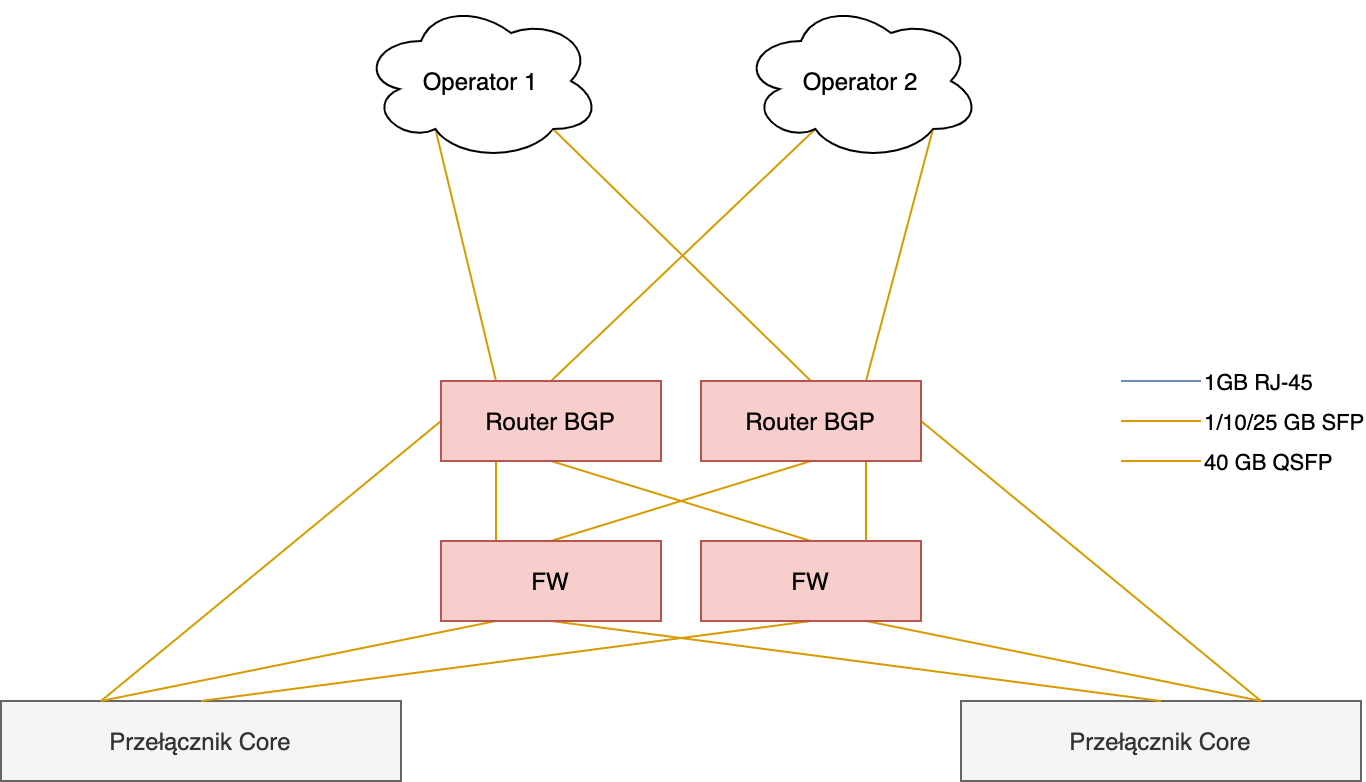 Operator 1
Operator 2
Router BGP
Router BGP
1GB RJ-45
1/10/25 GB SFP
40 GB QSFP
FW
FW
Przełącznik Core
Przełącznik Core